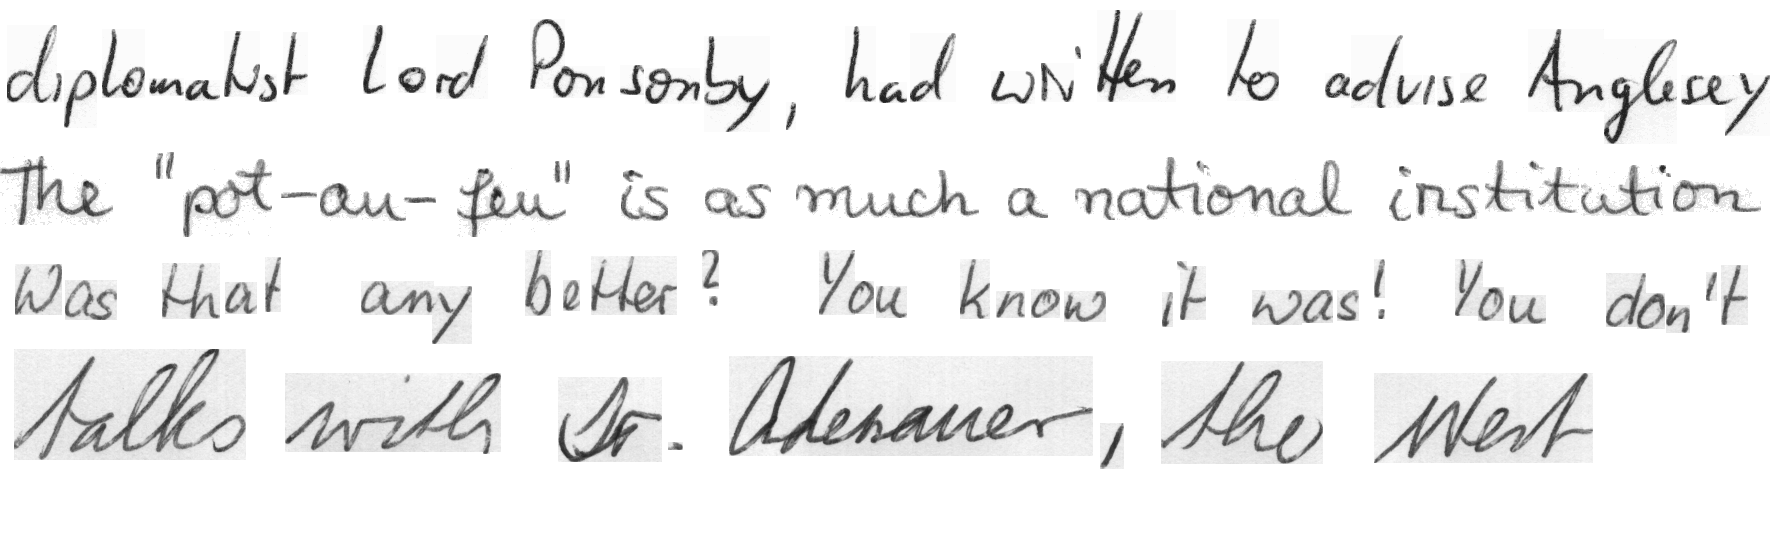 diplomatist Lord Ponsonby, had written to advise Anglesey
The "pot-au-feu" is as much a national institution
Was that any better? You know it was! You don't
talks with Dr. Adenauer, the West